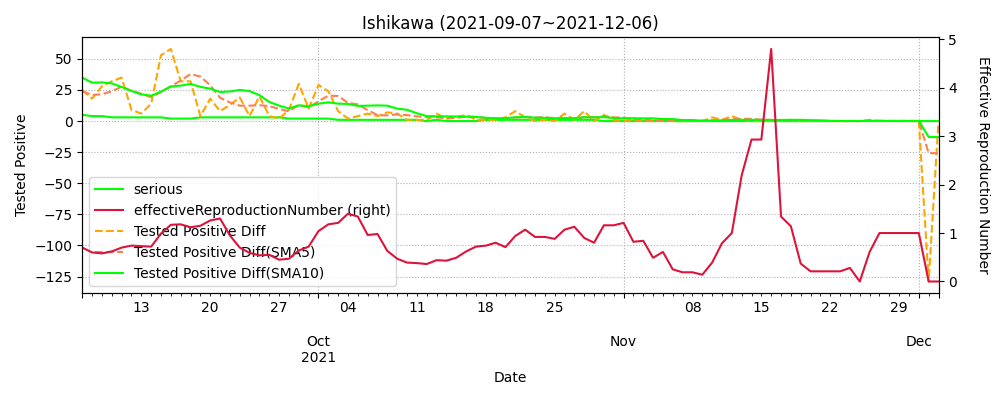 Ishikawa (2021-09-07~2021-12-06)
Tested Positive
50
25
0
−25
−50
−75
−100
−125
5
4
3
2
1
0
Effective Reproduction Number
serious
effectiveReproductionNumber (right)
Tested Positive Diff
Tested Positive Diff(SMA5)
Tested Positive Diff(SMA10)
13 20 27 04 11 18 25 08 15 22 29
Oct Nov Dec
2021
Date